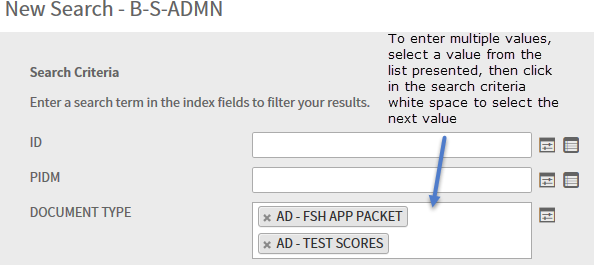 New Search - B-S-ADMN
To enter multiple values,
select a value from the
list presented, then click
in the search criteria
white space to select the
next value
Search Criteria
Enter a search term in the index fields to filter your results.
ID
PIDM
DOCUMENT TYPE
× AD - FSH APP PACKET
× AD - TEST SCORES